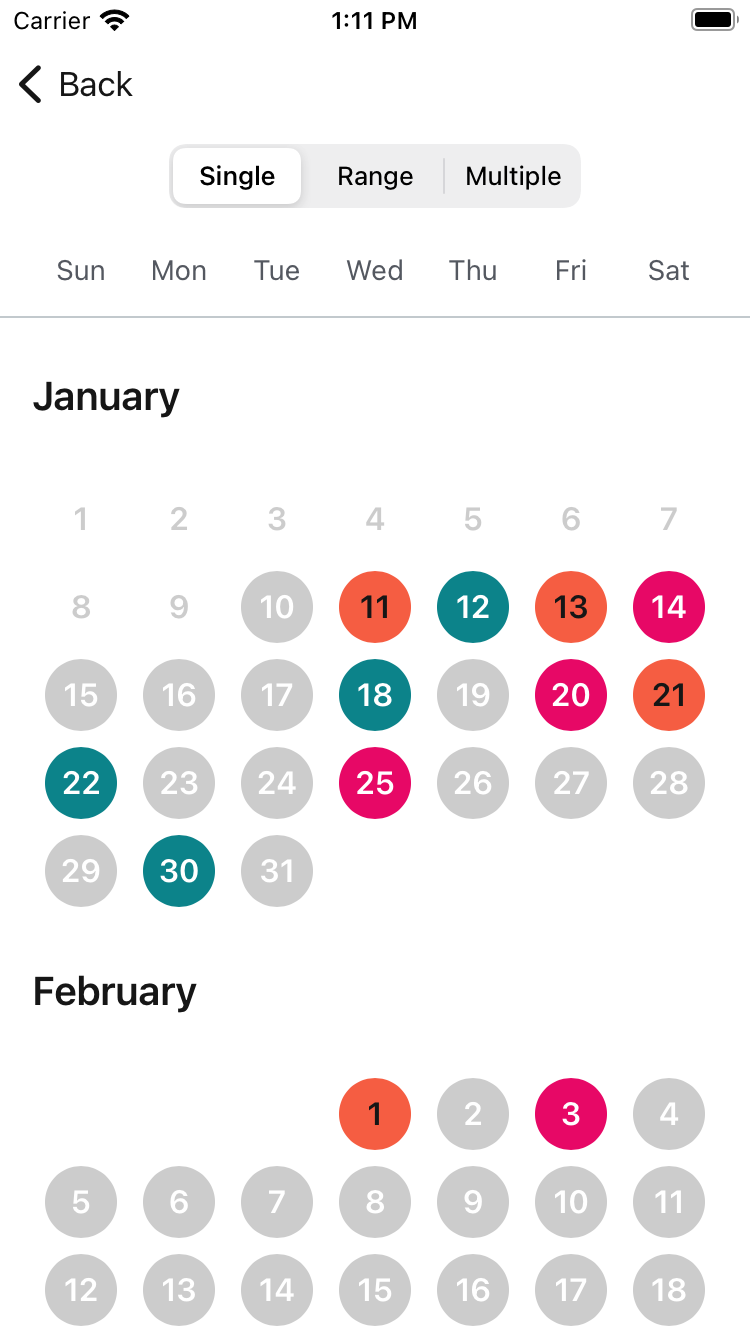 Carrier 1:11 PM
Back
Single Range Multiple
Sun Mon Tue Wed Thu Fri Sat
January
1 2 3 4 5 6 7
8 9 10 11 12 13 14
15 16 17 18 19 20 21
22 23 24 25 26 27 28
29 30 31
February
1 2 3 4
5 6 7 8 9 10 11
12 13 14 15 16 17 18